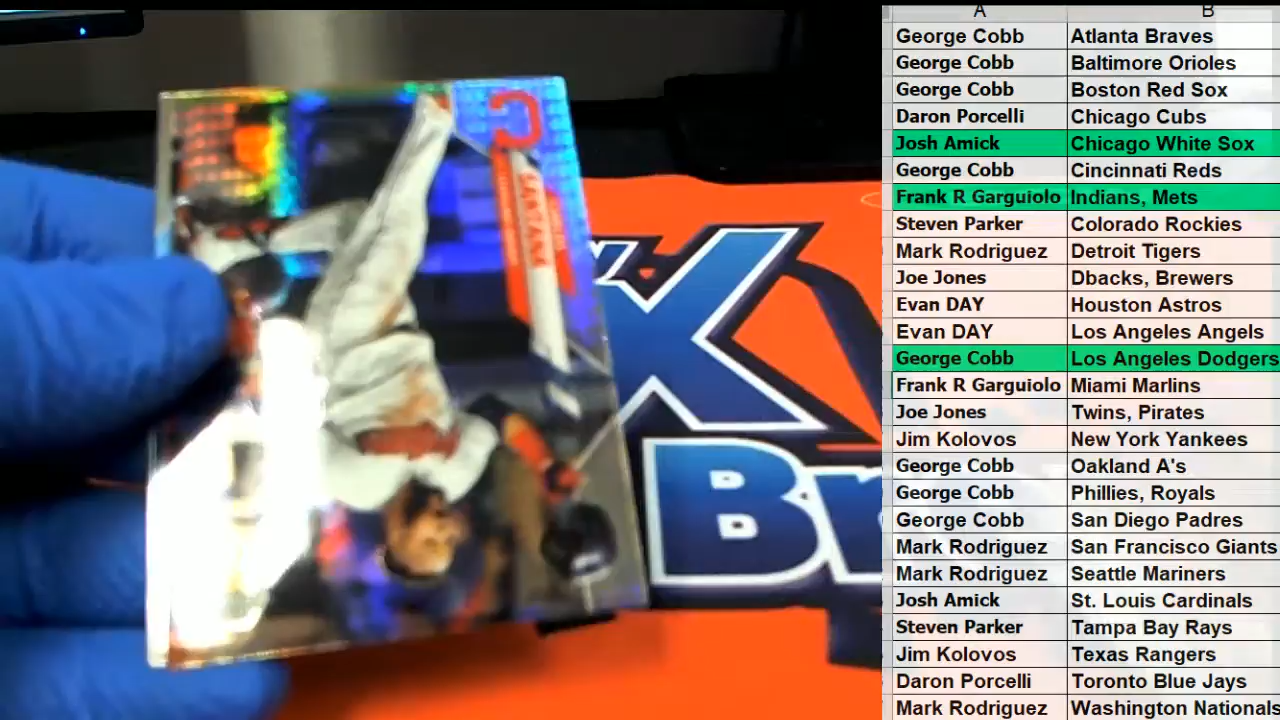 A B
George Cobb Atlanta Braves
George Cobb Baltimore Orioles
George Cobb Boston Red Sox
Daron Porcelli Chicago Cubs
Josh Amick Chicago White Sox
George Cobb Cincinnati Reds
Frank R Garguiolo Indians, Mets
Steven Parker Colorado Rockies
Mark Rodriguez Detroit Tigers
Joe Jones Dbacks, Brewers
Evan DAY Houston Astros
Evan DAY Los Angeles Angels
George Cobb Los Angeles Dodgers
Frank R Garguiolo Miami Marlins
Joe Jones Twins, Pirates
Jim Kolovos New York Yankees
George Cobb Oakland A's
George Cobb Phillies, Royals
George Cobb San Diego Padres
Mark Rodriguez San Francisco Giants
Mark Rodriguez Seattle Mariners
Josh Amick St. Louis Cardinals
Steven Parker Tampa Bay Rays
Jim Kolovos Texas Rangers
Daron Porcelli Toronto Blue Jays
Mark Rodriguez Washington Nationals
C
SANTANA
X
Br